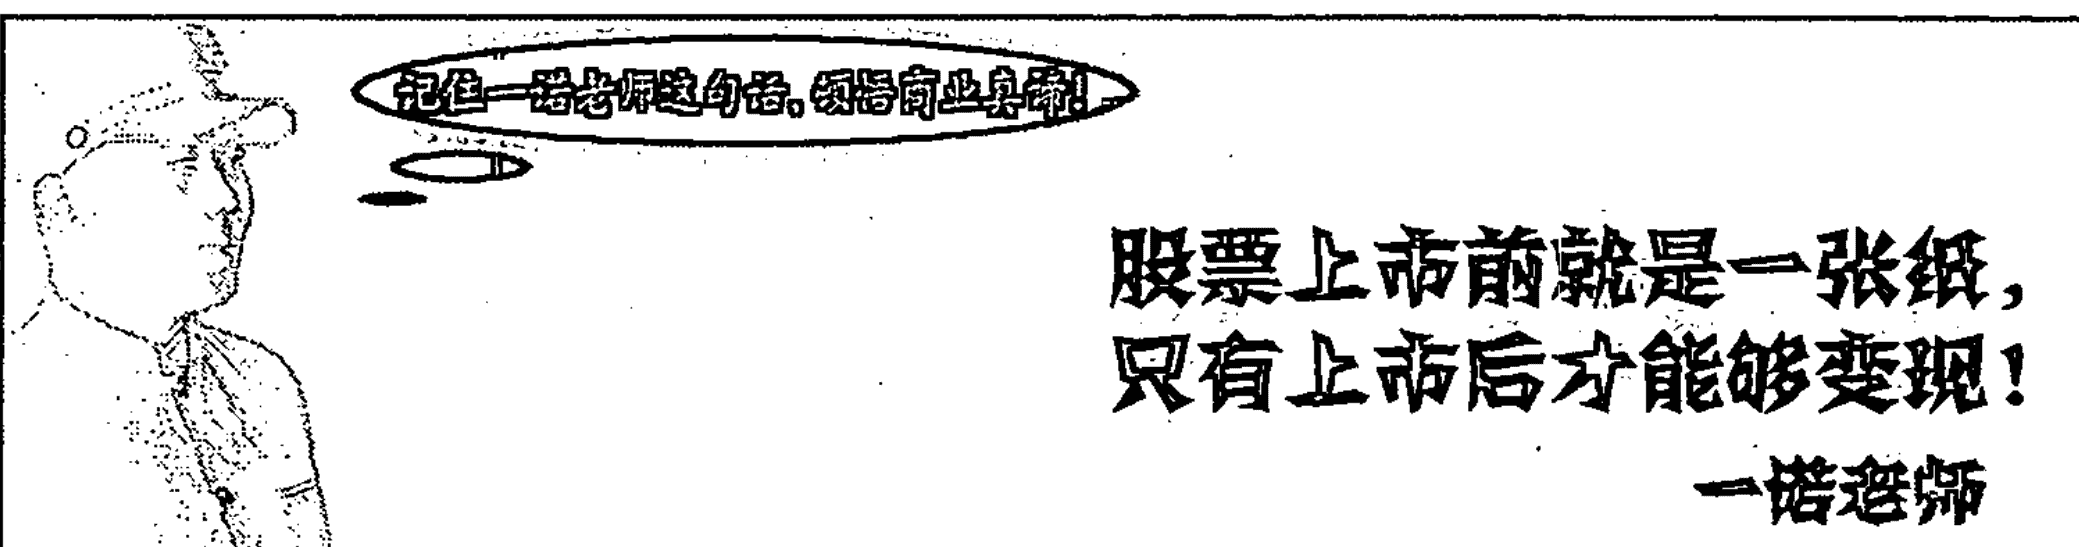 记住一诺老师这句话,领悟商业真谛!
股票上市前就是一张纸,
只有上市后才能够变现!
一诺老师